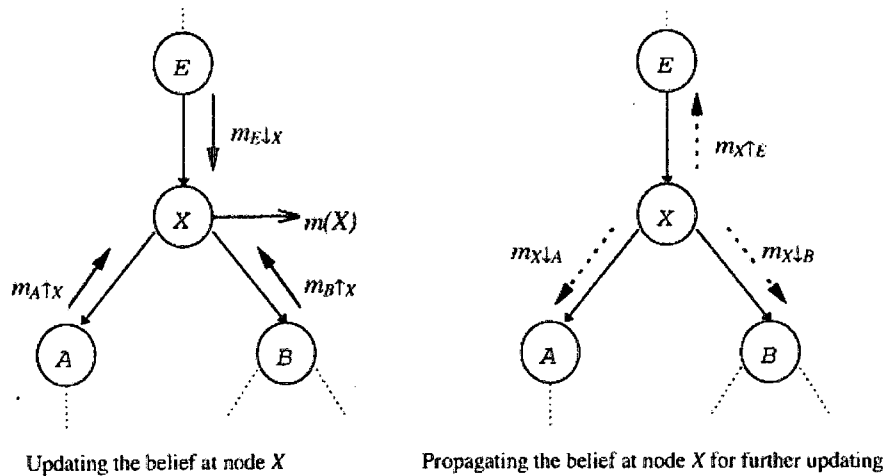 E
m_{E↓X}
X
m(X)
m_{A↑X}
m_{B↑X}
A
B
Updating the belief at node X
E
m_{X↑E}
X
m_{X↓A}
m_{X↓B}
A
B
Propagating the belief at node X for further updating